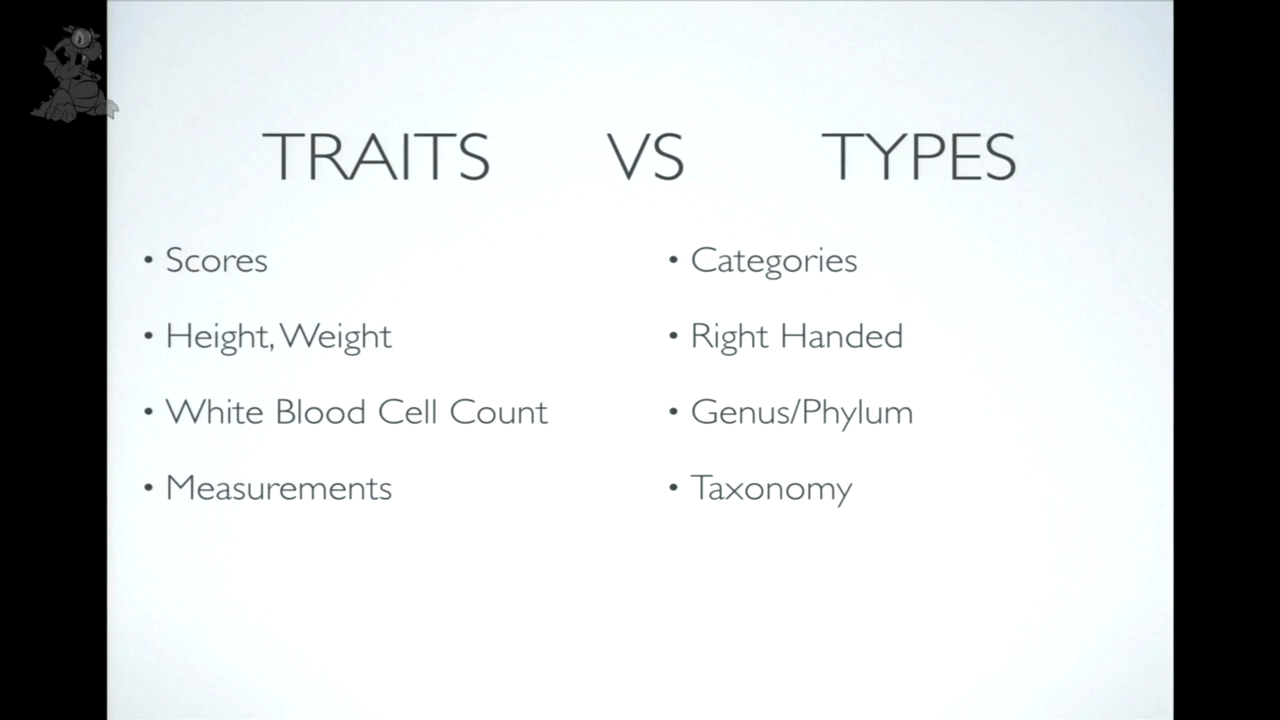 TRAITS VS TYPES
• Scores
• Height, Weight
• White Blood Cell Count
• Measurements
• Categories
• Right Handed
• Genus/Phylum
• Taxonomy